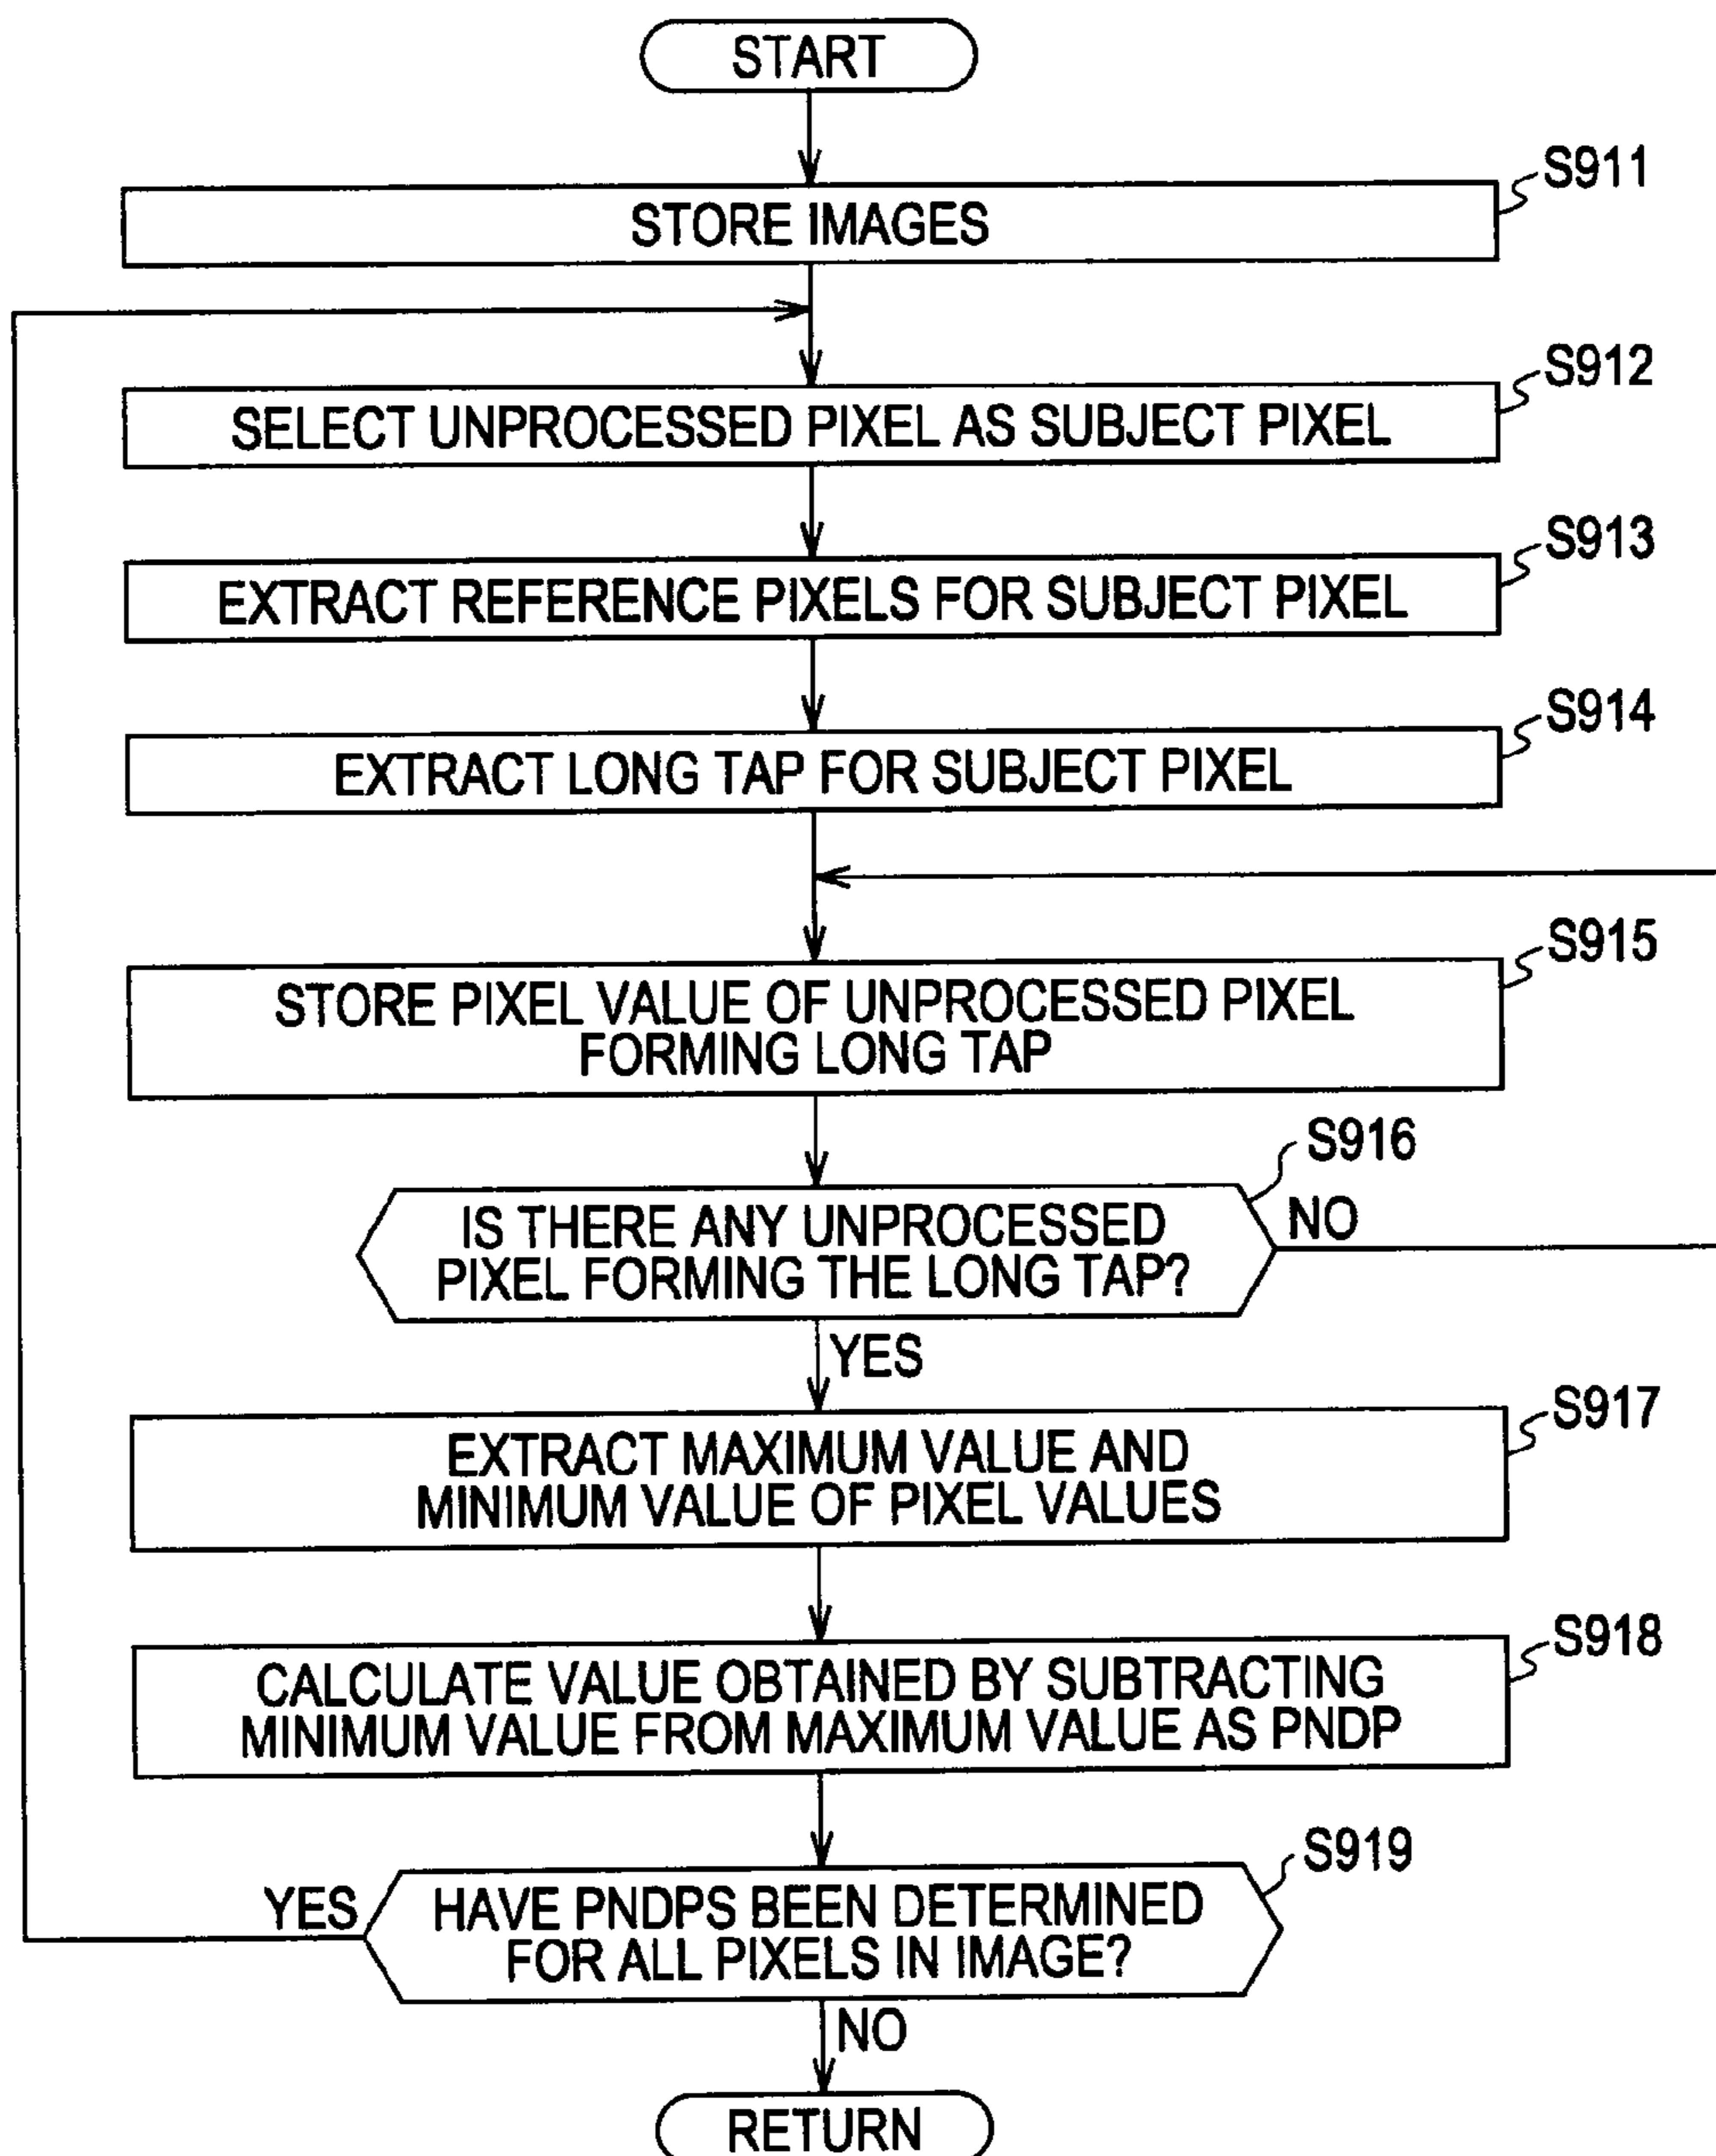 START
S911
STORE IMAGES
S912
SELECT UNPROCESSED PIXEL AS SUBJECT PIXEL
S913
EXTRACT REFERENCE PIXELS FOR SUBJECT PIXEL
S914
EXTRACT LONG TAP FOR SUBJECT PIXEL
S915
STORE PIXEL VALUE OF UNPROCESSED PIXEL
FORMING LONG TAP
S916
IS THERE ANY UNPROCESSED
PIXEL FORMING THE LONG TAP?
NO
YES
S917
EXTRACT MAXIMUM VALUE AND
MINIMUM VALUE OF PIXEL VALUES
S918
CALCULATE VALUE OBTAINED BY SUBTRACTING
MINIMUM VALUE FROM MAXIMUM VALUE AS PNDP
S919
YES
HAVE PNDPS BEEN DETERMINED
FOR ALL PIXELS IN IMAGE?
NO
RETURN